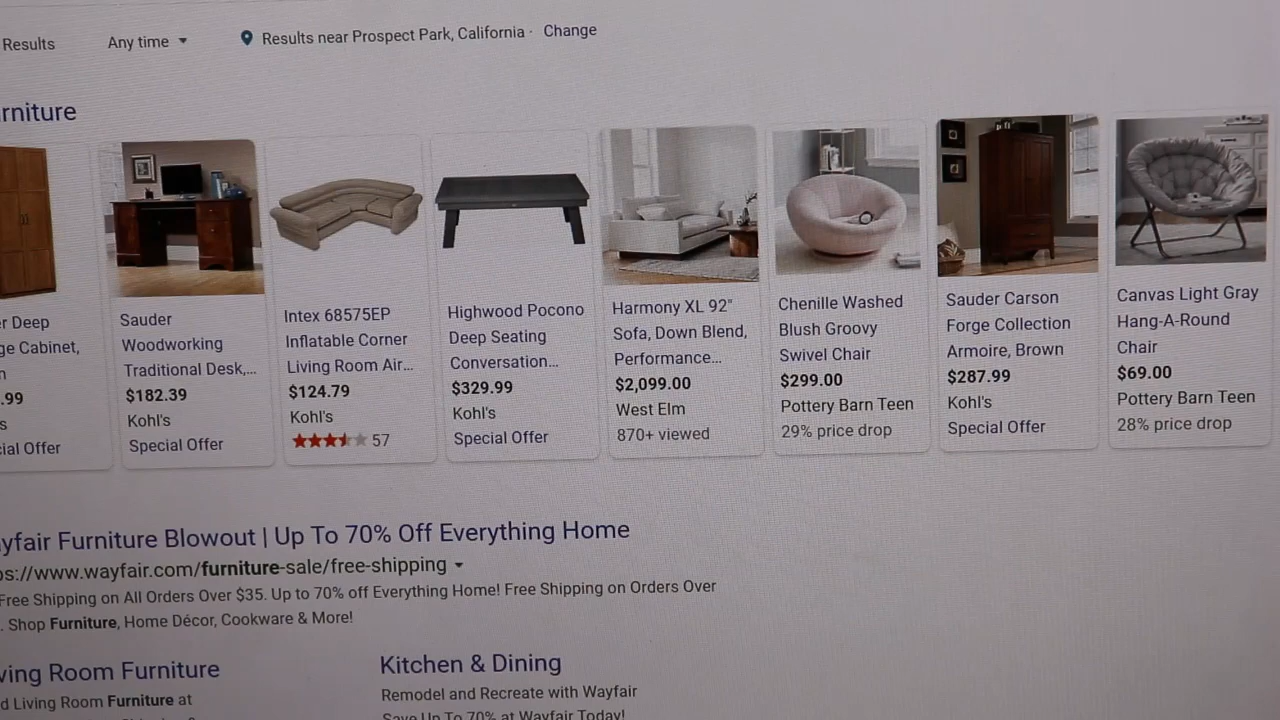 Results Any time Results near Prospect Park, California · Change
rniture
r Deep
ge Cabinet,
n
.99
s
ial Offer
Sauder
Woodworking
Traditional Desk,...
$182.39
Kohl's
Special Offer
Intex 68575EP
Inflatable Corner
Living Room Air...
$124.79
Kohl's
57
Highwood Pocono
Deep Seating
Conversation...
$329.99
Kohl's
Special Offer
Harmony XL 92"
Sofa, Down Blend,
Performance...
$2,099.00
West Elm
870+ viewed
Chenille Washed
Blush Groovy
Swivel Chair
$299.00
Pottery Barn Teen
29% price drop
Sauder Carson
Forge Collection
Armoire, Brown
$287.99
Kohl's
Special Offer
Canvas Light Gray
Hang-A-Round
Chair
$69.00
Pottery Barn Teen
28% price drop
yfair Furniture Blowout | Up To 70% Off Everything Home
ps://www.wayfair.com/furniture-sale/free-shipping
Free Shipping on All Orders Over $35. Up to 70% off Everything Home! Free Shipping on Orders Over
. Shop Furniture, Home Décor, Cookware & More!
ving Room Furniture
d Living Room Furniture at
Kitchen & Dining
Remodel and Recreate with Wayfair
Save Up To 70% at Wayfair Today!